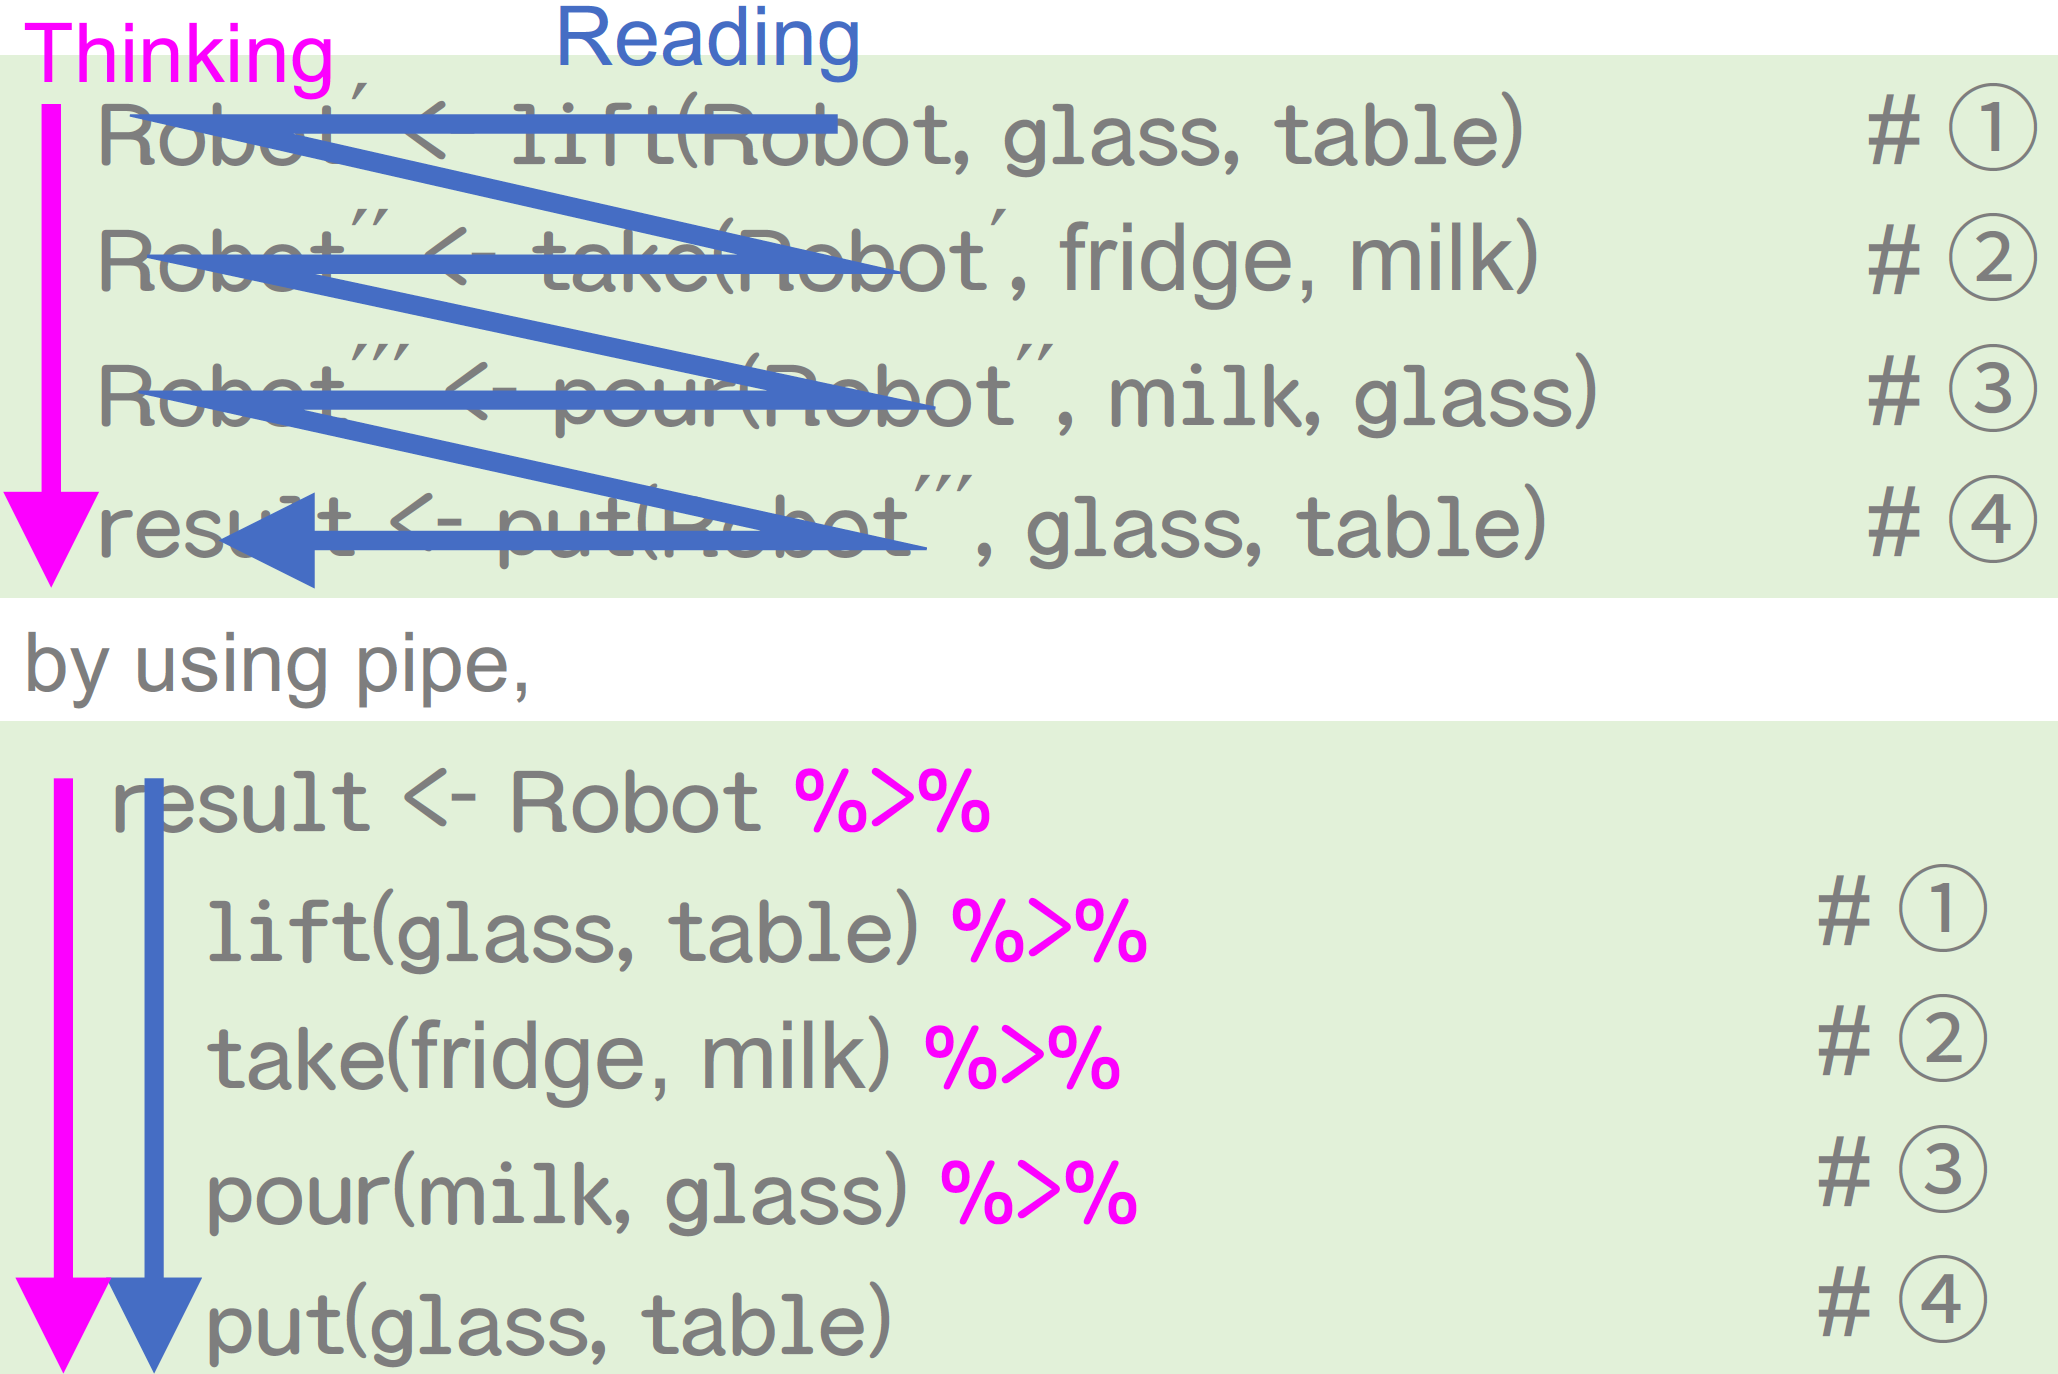 Thinking Reading
Robot′ <- lift(Robot, glass, table) # ①
Robot′′ <- take(Robot′, fridge, milk) # ②
Robot′′′ <- pour(Robot′′, milk, glass) # ③
result <- put(Robot′′′, glass, table) # ④
by using pipe,
result <- Robot %>%
lift(glass, table) %>% # ①
take(fridge, milk) %>% # ②
pour(milk, glass) %>% # ③
put(glass, table) # ④